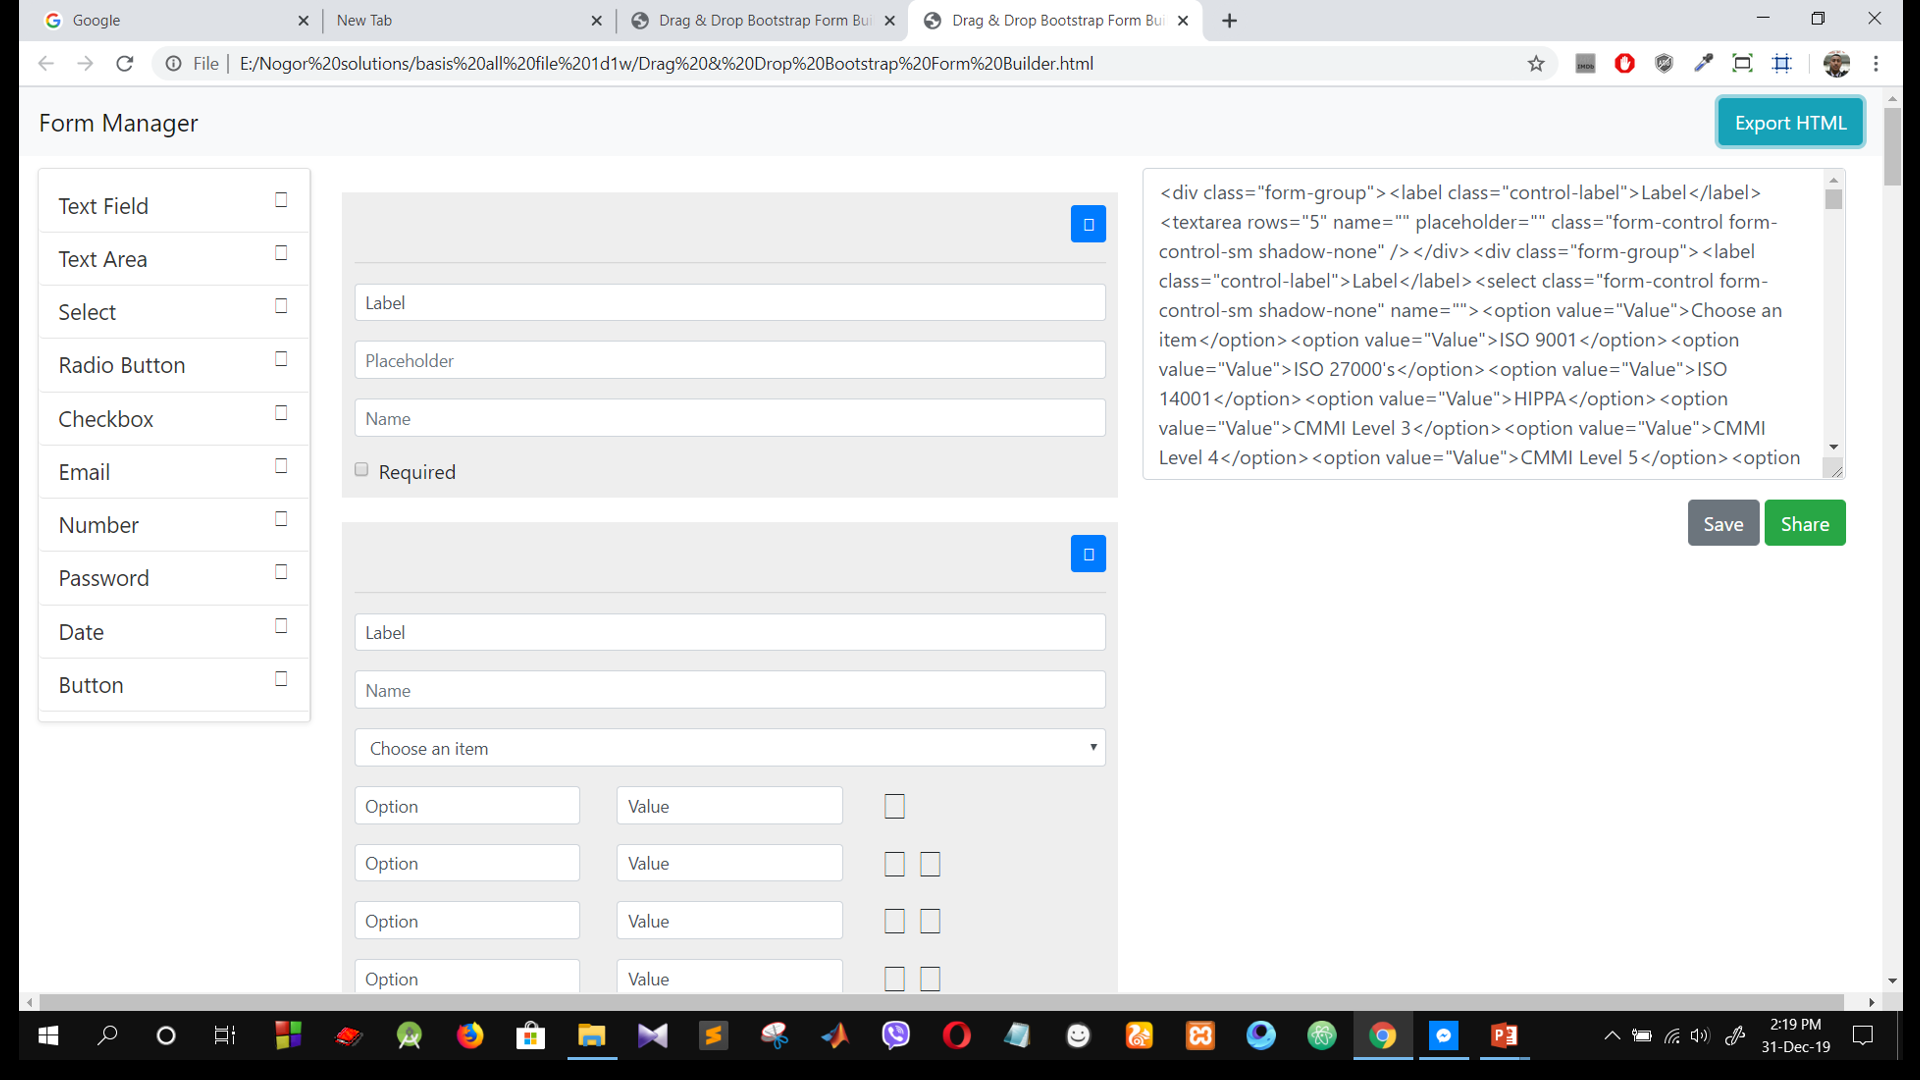 Google
New Tab
Drag & Drop Bootstrap Form Bui
Drag & Drop Bootstrap Form Bui
File
E:/Nogor%20solutions/basis%20all%20file%201d1w/Drag%20&%20Drop%20Bootstrap%20Form%20Builder.html
Form Manager
Export HTML
Text Field
Text Area
Select
Radio Button
Checkbox
Email
Number
Password
Date
Button
Label
Placeholder
Name
Required
Label
Name
Choose an item
Option
Value
Option
Value
Option
Value
Option
Value
<div class="form-group"><label class="control-label">Label</label>
<textarea rows="5" name="" placeholder="" class="form-control form-
control-sm shadow-none" /></div><div class="form-group"><label
class="control-label">Label</label><select class="form-control form-
control-sm shadow-none" name=""><option value="Value">Choose an
item</option><option value="Value">ISO 9001</option><option
value="Value">ISO 27000's</option><option value="Value">ISO
14001</option><option value="Value">HIPPA</option><option
value="Value">CMMI Level 3</option><option value="Value">CMMI
Level 4</option><option value="Value">CMMI Level 5</option><option
Save
Share
2:19 PM
31-Dec-19